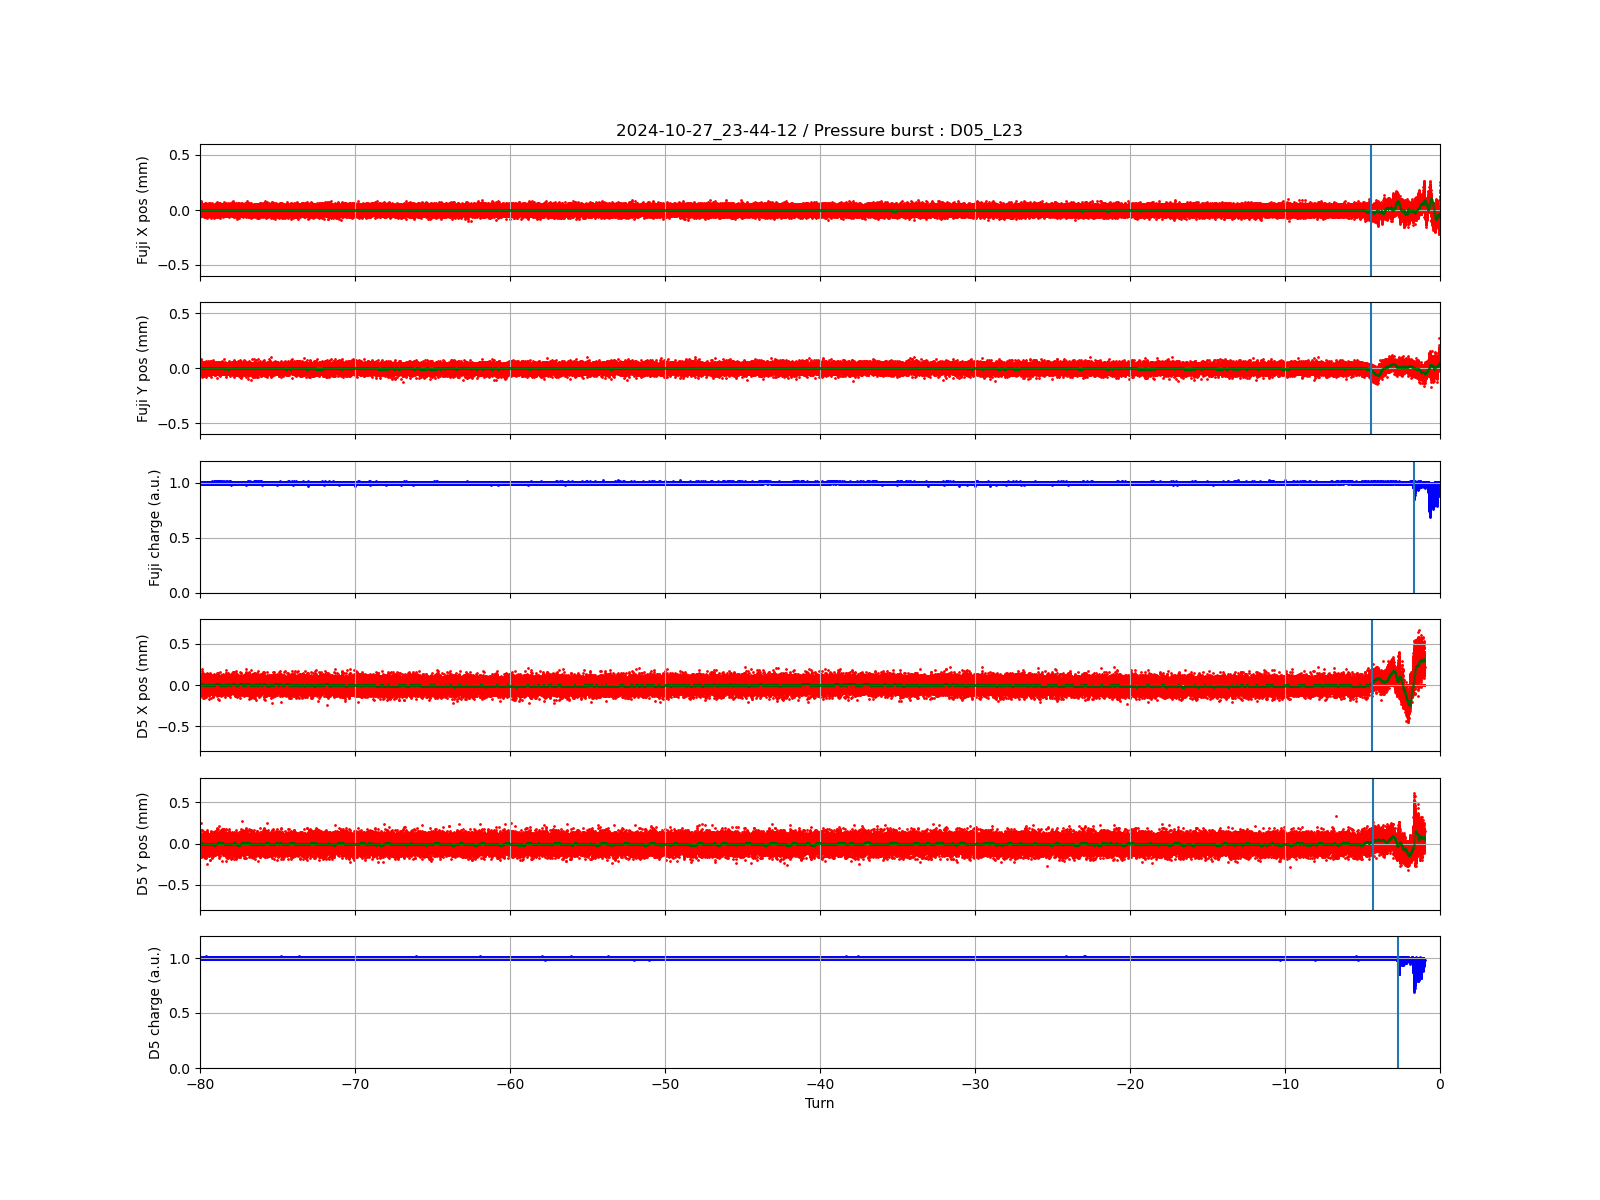 2024-10-27_23-44-12 / Pressure burst : D05_L23
Fuji X pos (mm)
0.5
0.0
−0.5
Fuji Y pos (mm)
0.5
0.0
−0.5
Fuji charge (a.u.)
1.0
0.5
0.0
D5 X pos (mm)
0.5
0.0
−0.5
D5 Y pos (mm)
0.5
0.0
−0.5
D5 charge (a.u.)
1.0
0.5
0.0
−80 −70 −60 −50 −40 −30 −20 −10 0
Turn